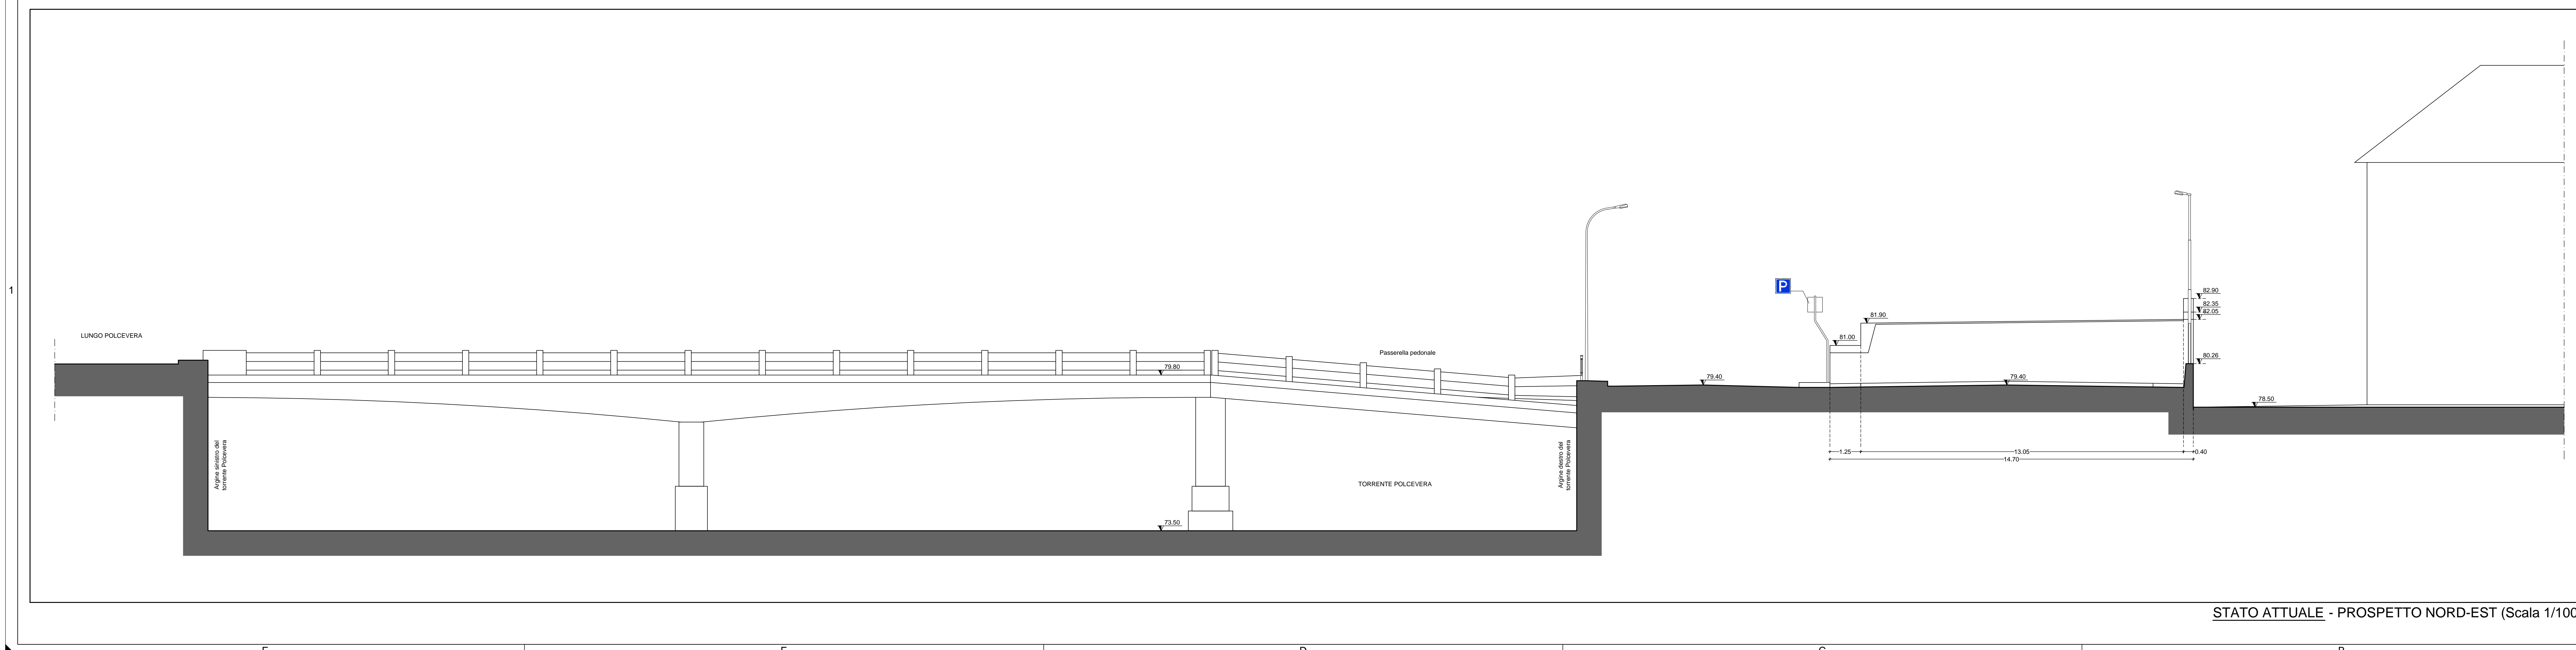 P
82.90
82.35
82.05
1
81.90
LUNGO POLCEVERA
81.00
Passerella pedonale
80.26
79.80
79.40
79.40
78.50
Argine sinistro del
torrente Polcevera
Argine destro del
torrente Polcevera
1.25
13.05
0.40
14.70
TORRENTE POLCEVERA
73.50
STATO ATTUALE - PROSPETTO NORD-EST (Scala 1/100